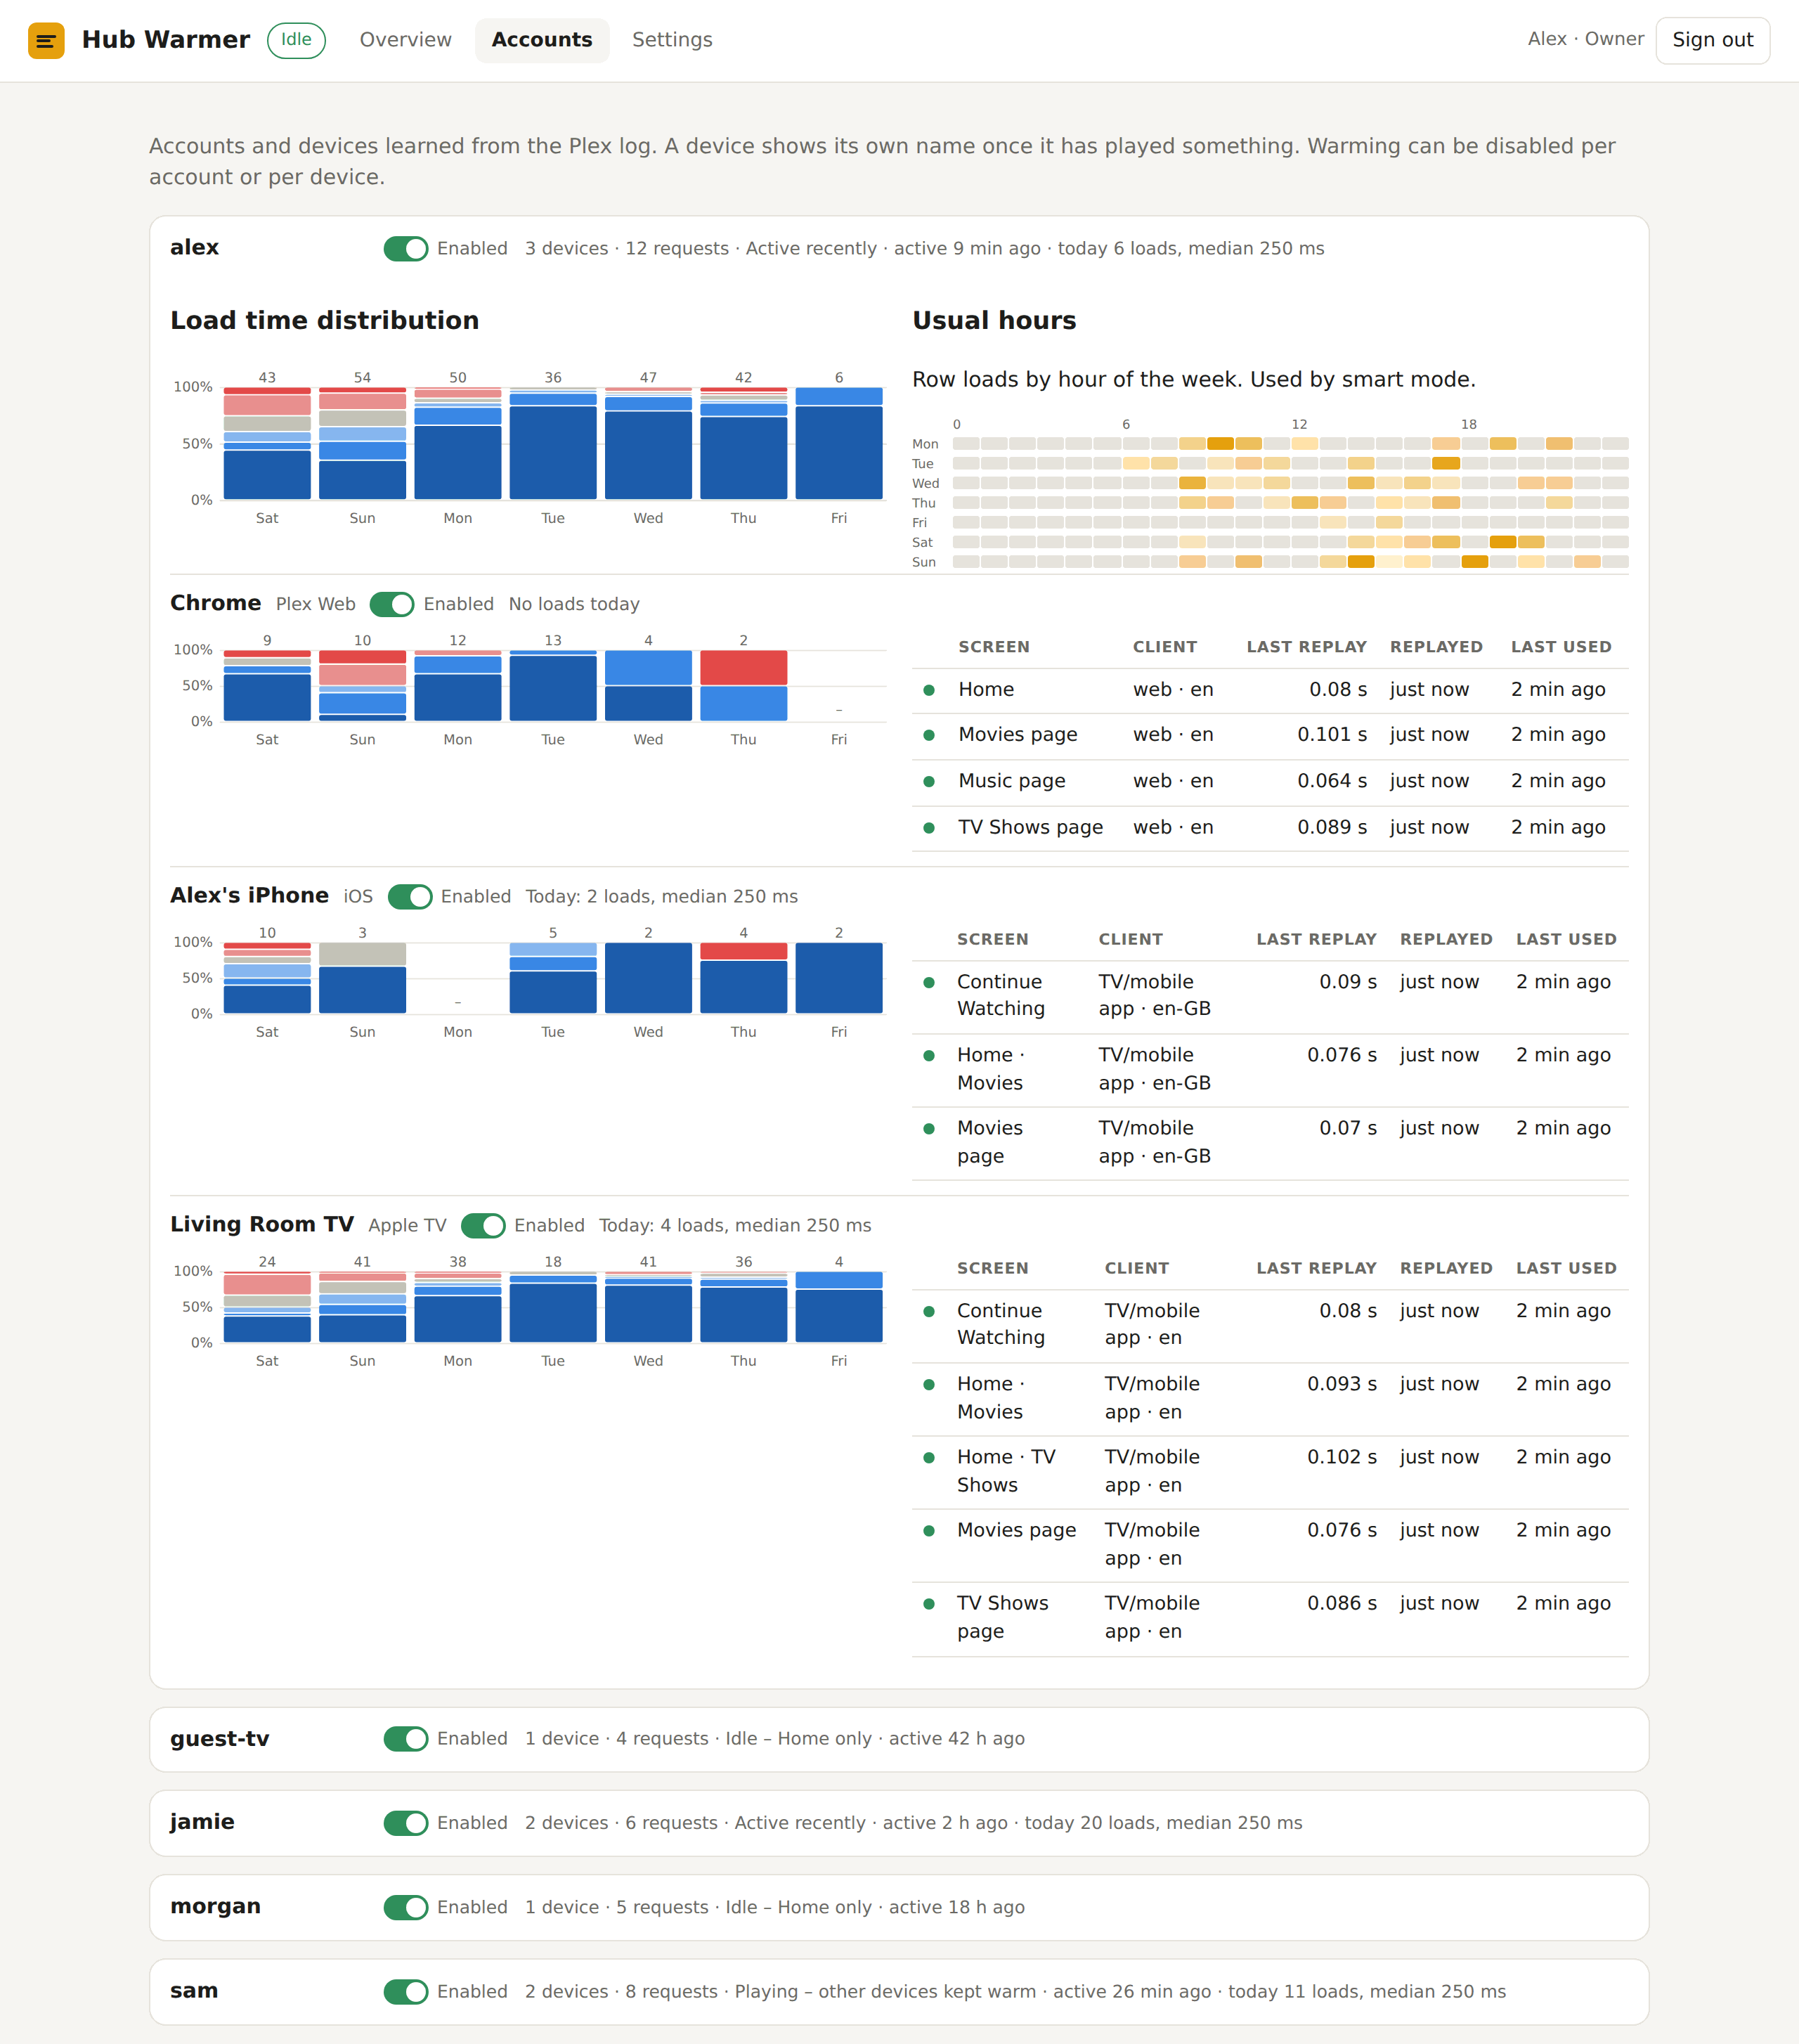 Hub Warmer Idle Overview Accounts Settings Alex · Owner Sign out
Accounts and devices learned from the Plex log. A device shows its own name once it has played something. Warming can be disabled per
account or per device.
alex Enabled 3 devices · 12 requests · Active recently · active 9 min ago · today 6 loads, median 250 ms
Load time distribution
43 54 50 36 47 42 6
100%
50%
0%
Sat Sun Mon Tue Wed Thu Fri
Usual hours
Row loads by hour of the week. Used by smart mode.
0 6 12 18
Mon
Tue
Wed
Thu
Fri
Sat
Sun
Chrome Plex Web Enabled No loads today
9 10 12 13 4 2
100%
50%
0%
–
Sat Sun Mon Tue Wed Thu Fri
SCREEN CLIENT LAST REPLAY REPLAYED LAST USED
Home web · en 0.08 s just now 2 min ago
Movies page web · en 0.101 s just now 2 min ago
Music page web · en 0.064 s just now 2 min ago
TV Shows page web · en 0.089 s just now 2 min ago
Alex's iPhone iOS Enabled Today: 2 loads, median 250 ms
10 3 5 2 4 2
100%
50%
0%
–
Sat Sun Mon Tue Wed Thu Fri
SCREEN CLIENT LAST REPLAY REPLAYED LAST USED
Continue TV/mobile 0.09 s just now 2 min ago
Watching app · en-GB
Home · TV/mobile 0.076 s just now 2 min ago
Movies app · en-GB
Movies TV/mobile 0.07 s just now 2 min ago
page app · en-GB
Living Room TV Apple TV Enabled Today: 4 loads, median 250 ms
24 41 38 18 41 36 4
100%
50%
0%
Sat Sun Mon Tue Wed Thu Fri
SCREEN CLIENT LAST REPLAY REPLAYED LAST USED
Continue TV/mobile 0.08 s just now 2 min ago
Watching app · en
Home · TV/mobile 0.093 s just now 2 min ago
Movies app · en
Home · TV TV/mobile 0.102 s just now 2 min ago
Shows app · en
Movies page TV/mobile 0.076 s just now 2 min ago
app · en
TV Shows TV/mobile 0.086 s just now 2 min ago
page app · en
guest-tv Enabled 1 device · 4 requests · Idle – Home only · active 42 h ago
jamie Enabled 2 devices · 6 requests · Active recently · active 2 h ago · today 20 loads, median 250 ms
morgan Enabled 1 device · 5 requests · Idle – Home only · active 18 h ago
sam Enabled 2 devices · 8 requests · Playing – other devices kept warm · active 26 min ago · today 11 loads, median 250 ms